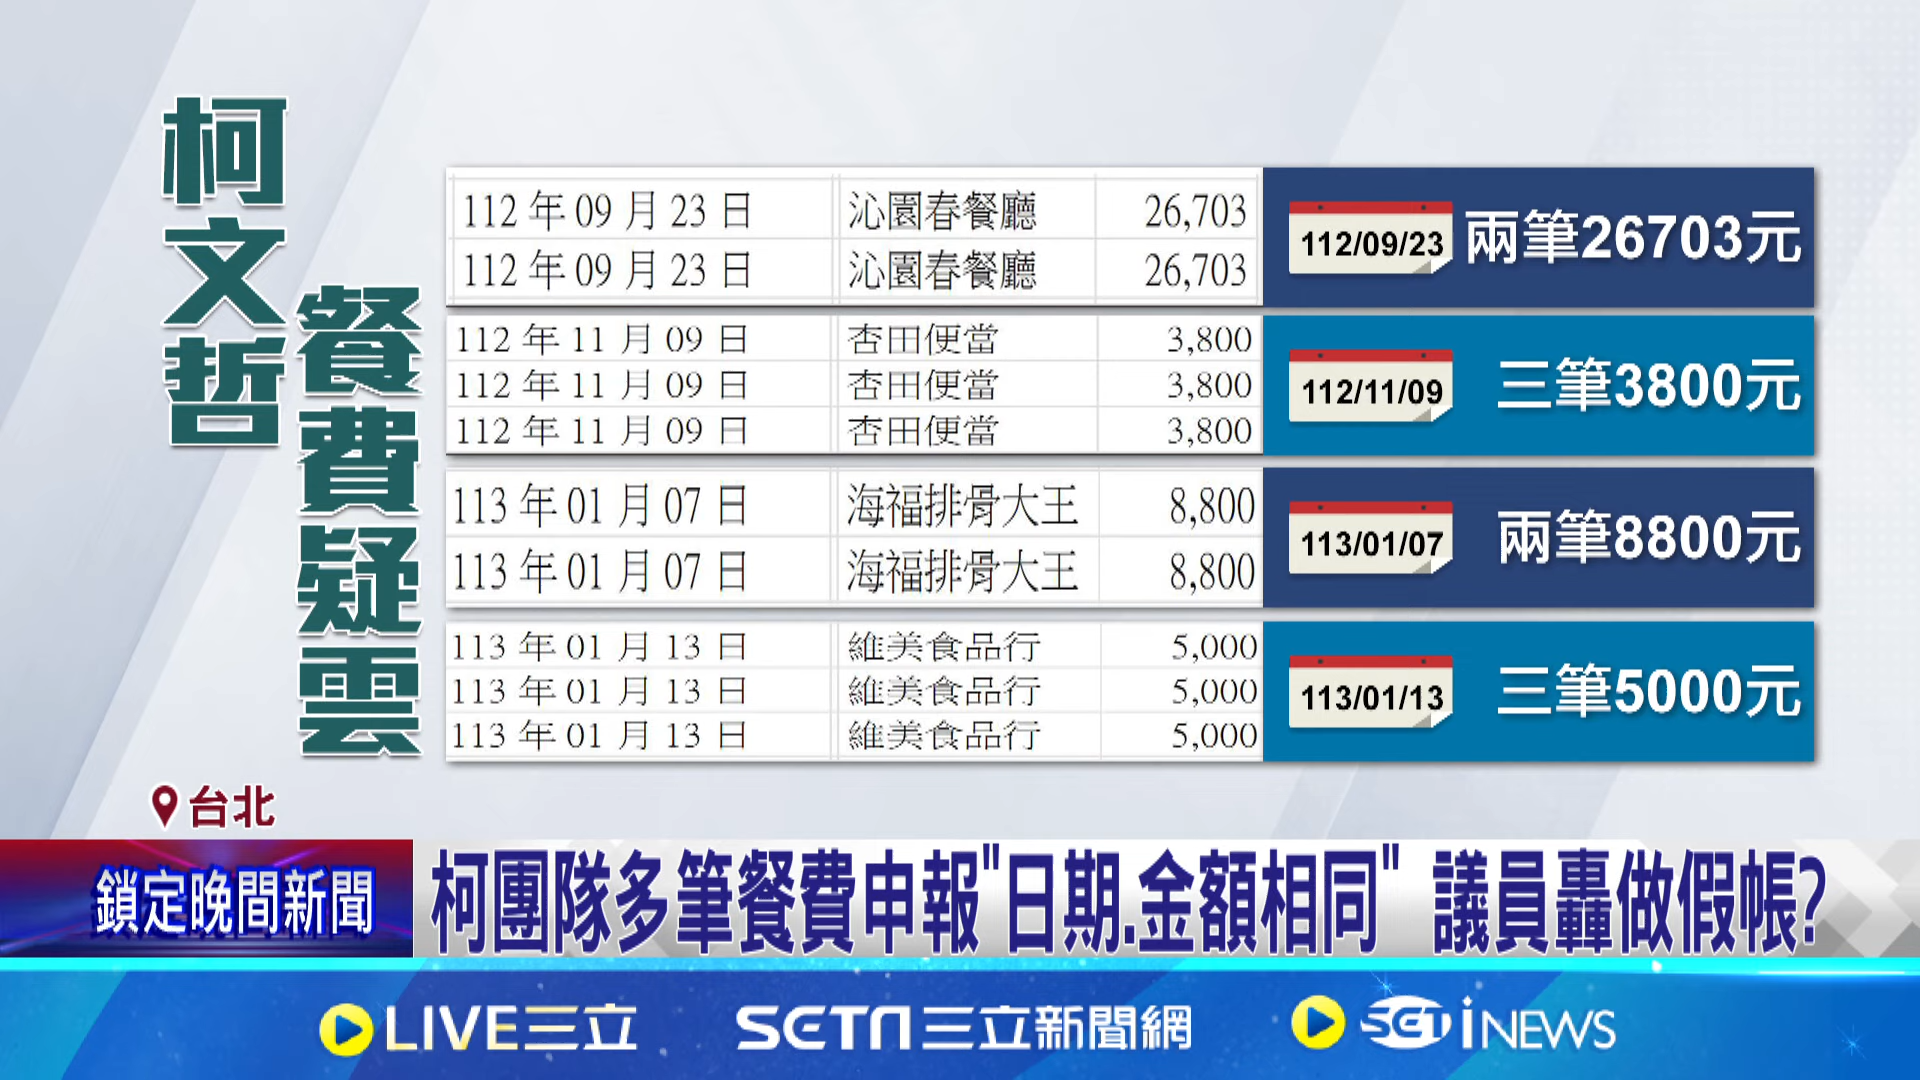 柯文哲
餐費疑雲
112 年 09 月 23 日 沁園春餐廳 26,703
112 年 09 月 23 日 沁園春餐廳 26,703
112/09/23 兩筆26703元
112 年 11 月 09 日 杏田便當 3,800
112 年 11 月 09 日 杏田便當 3,800
112 年 11 月 09 日 杏田便當 3,800
112/11/09 三筆3800元
113 年 01 月 07 日 海福排骨大王 8,800
113 年 01 月 07 日 海福排骨大王 8,800
113/01/07 兩筆8800元
113 年 01 月 13 日 維美食品行 5,000
113 年 01 月 13 日 維美食品行 5,000
113 年 01 月 13 日 維美食品行 5,000
113/01/13 三筆5000元
台北
鎖定晚間新聞
柯團隊多筆餐費申報"日期.金額相同" 議員轟做假帳?
LIVE三立 SETN三立新聞網 SET iNEWS